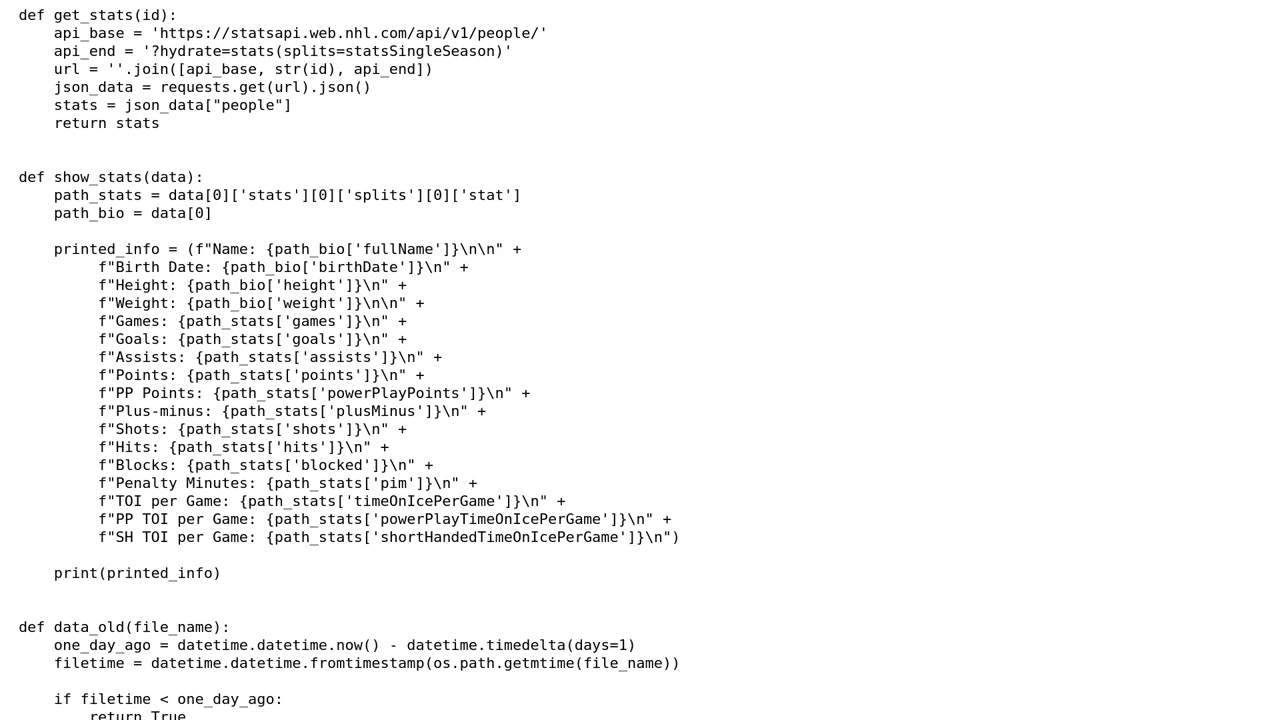 def get_stats(id):
    api_base = 'https://statsapi.web.nhl.com/api/v1/people/'
    api_end = '?hydrate=stats(splits=statsSingleSeason)'
    url = ''.join([api_base, str(id), api_end])
    json_data = requests.get(url).json()
    stats = json_data["people"]
    return stats


def show_stats(data):
    path_stats = data[0]['stats'][0]['splits'][0]['stat']
    path_bio = data[0]

    printed_info = (f"Name: {path_bio['fullName']}\n\n" +
         f"Birth Date: {path_bio['birthDate']}\n" +
         f"Height: {path_bio['height']}\n" +
         f"Weight: {path_bio['weight']}\n\n" +
         f"Games: {path_stats['games']}\n" +
         f"Goals: {path_stats['goals']}\n" +
         f"Assists: {path_stats['assists']}\n" +
         f"Points: {path_stats['points']}\n" +
         f"PP Points: {path_stats['powerPlayPoints']}\n" +
         f"Plus-minus: {path_stats['plusMinus']}\n" +
         f"Shots: {path_stats['shots']}\n" +
         f"Hits: {path_stats['hits']}\n" +
         f"Blocks: {path_stats['blocked']}\n" +
         f"Penalty Minutes: {path_stats['pim']}\n" +
         f"TOI per Game: {path_stats['timeOnIcePerGame']}\n" +
         f"PP TOI per Game: {path_stats['powerPlayTimeOnIcePerGame']}\n" +
         f"SH TOI per Game: {path_stats['shortHandedTimeOnIcePerGame']}\n")

    print(printed_info)


def data_old(file_name):
    one_day_ago = datetime.datetime.now() - datetime.timedelta(days=1)
    filetime = datetime.datetime.fromtimestamp(os.path.getmtime(file_name))

    if filetime < one_day_ago:
        return True